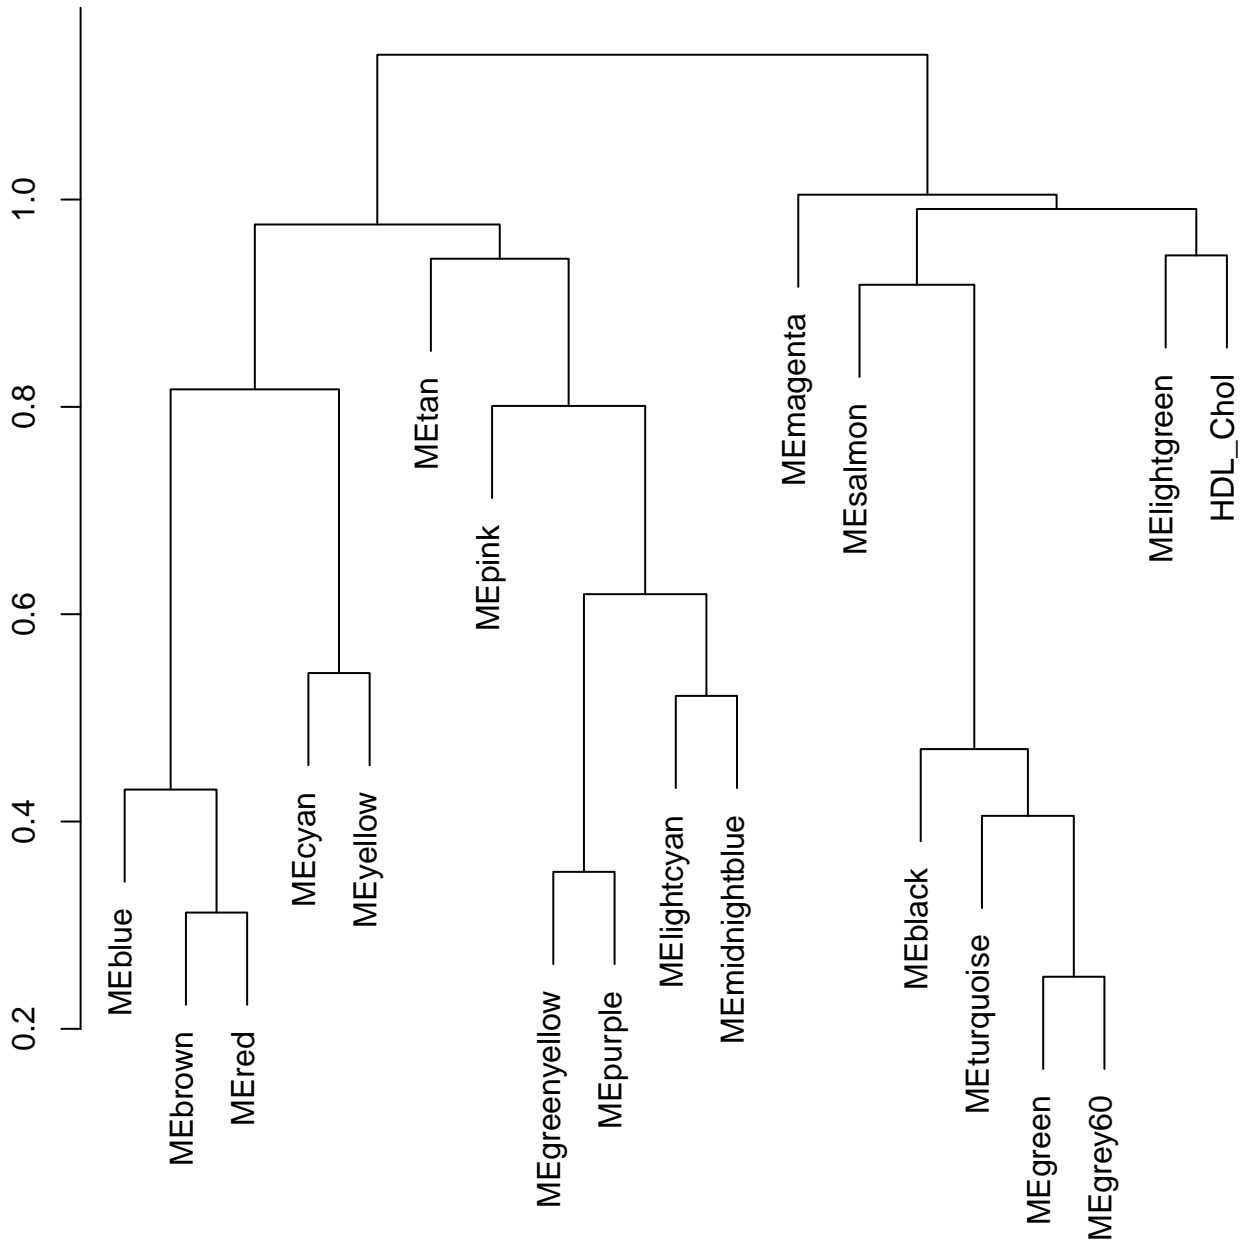 1.0
0.8
0.6
0.4
0.2
MEblue
MEbrown
MEred
MEcyan
MEyellow
MEtan
MEpink
MEgreenyellow
MEpurple
MElightcyan
MEmidnightblue
MEmagenta
MEsalmon
MEblack
MEturquoise
MEgreen
MEgrey60
MElightgreen
HDL_Chol